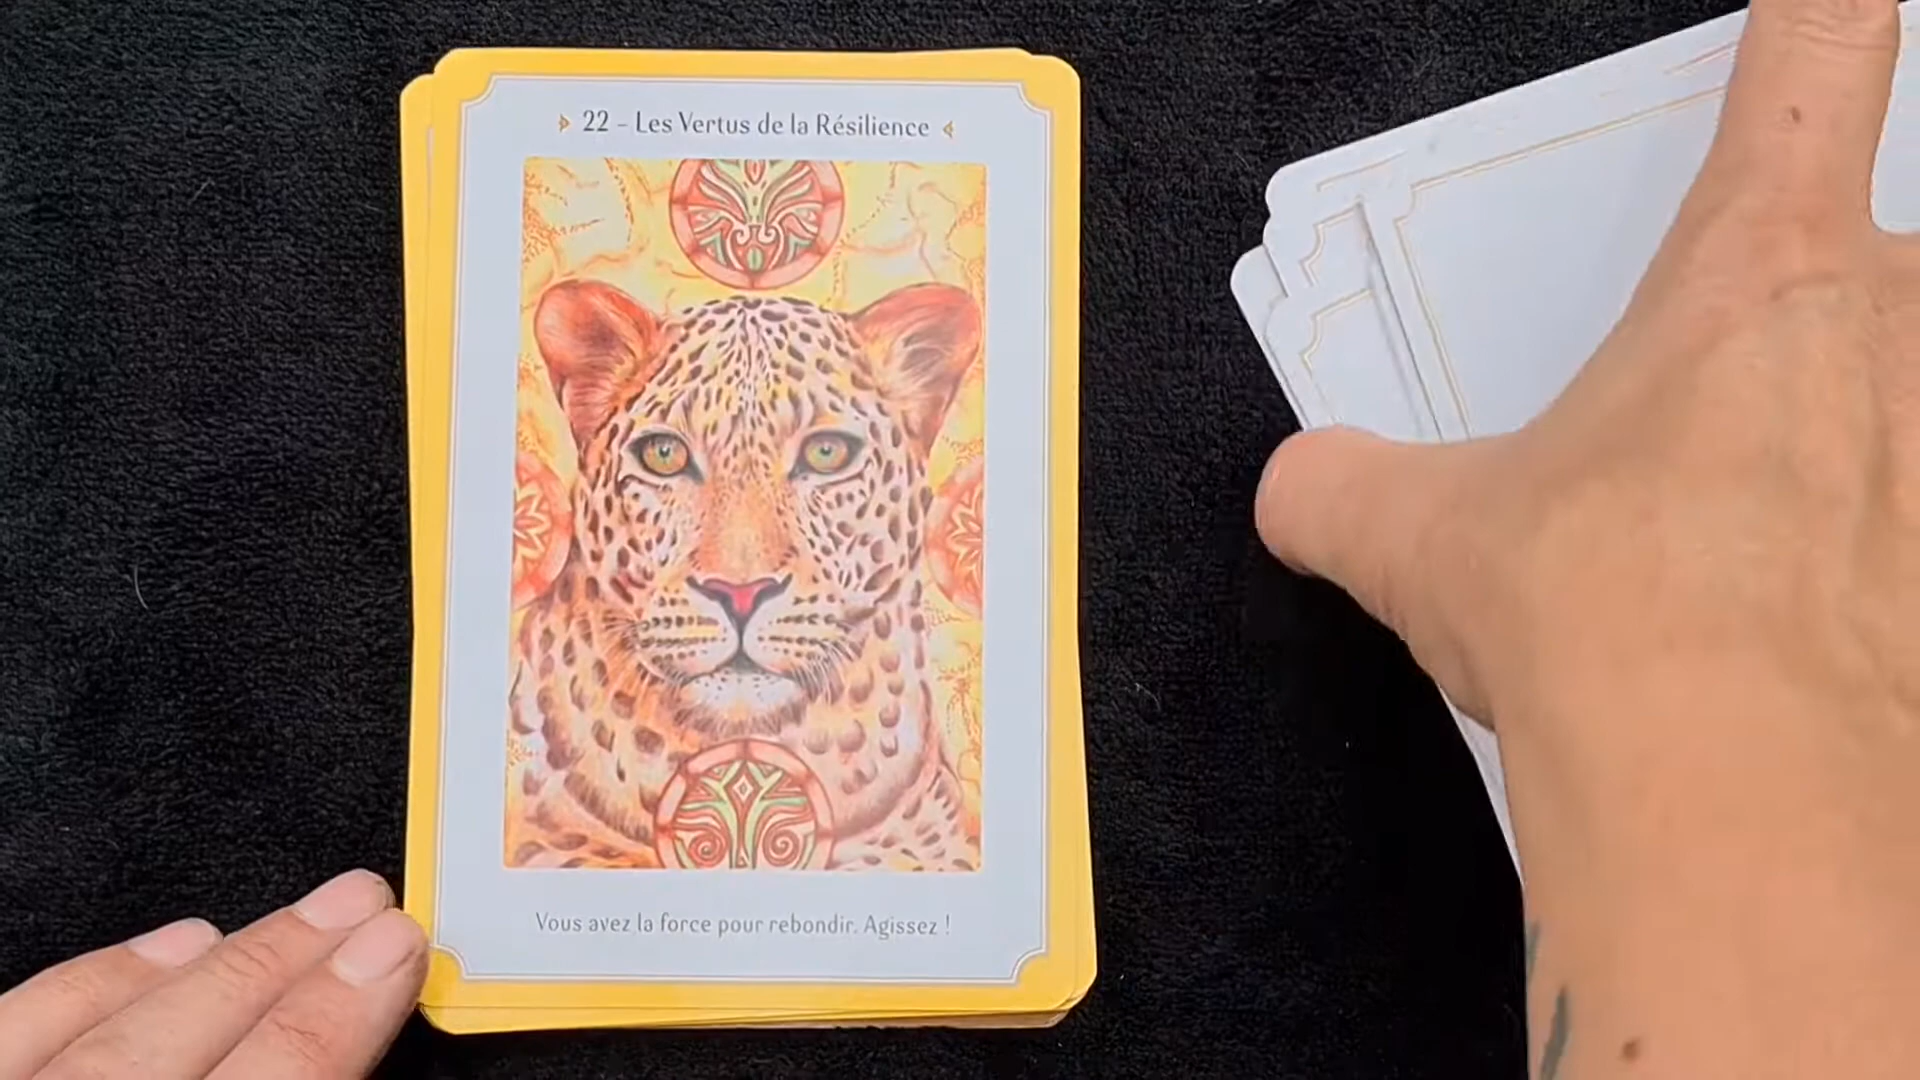 22 – Les Vertus de la Résilience
Vous avez la force pour rebondir. Agissez !